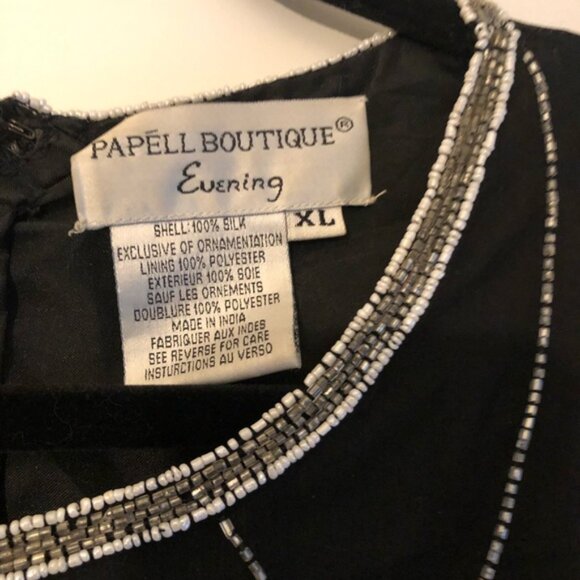 PAPĒLL BOUTIQUE®
Evening
XL
SHELL: 100% SILK
EXCLUSIVE OF ORNAMENTATION
LINING 100% POLYESTER
EXTERIEUR 100% SOIE
SAUF LES ORNEMENTS
DOUBLURE 100% POLYESTER
MADE IN INDIA
FABRIQUER AUX INDES
SEE REVERSE FOR CARE
INSTURCTIONS AU VERSO